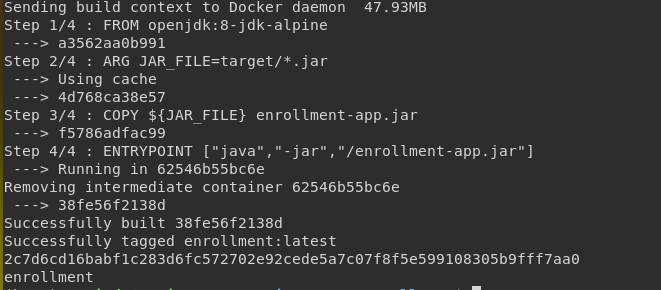 Sending build context to Docker daemon  47.93MB
Step 1/4 : FROM openjdk:8-jdk-alpine
 ---> a3562aa0b991
Step 2/4 : ARG JAR_FILE=target/*.jar
 ---> Using cache
 ---> 4d768ca38e57
Step 3/4 : COPY ${JAR_FILE} enrollment-app.jar
 ---> f5786adfac99
Step 4/4 : ENTRYPOINT ["java","-jar","/enrollment-app.jar"]
 ---> Running in 62546b55bc6e
Removing intermediate container 62546b55bc6e
 ---> 38fe56f2138d
Successfully built 38fe56f2138d
Successfully tagged enrollment:latest
2c7d6cd16babf1c283d6fc572702e92cede5a7c07f8f5e599108305b9fff7aa0
enrollment